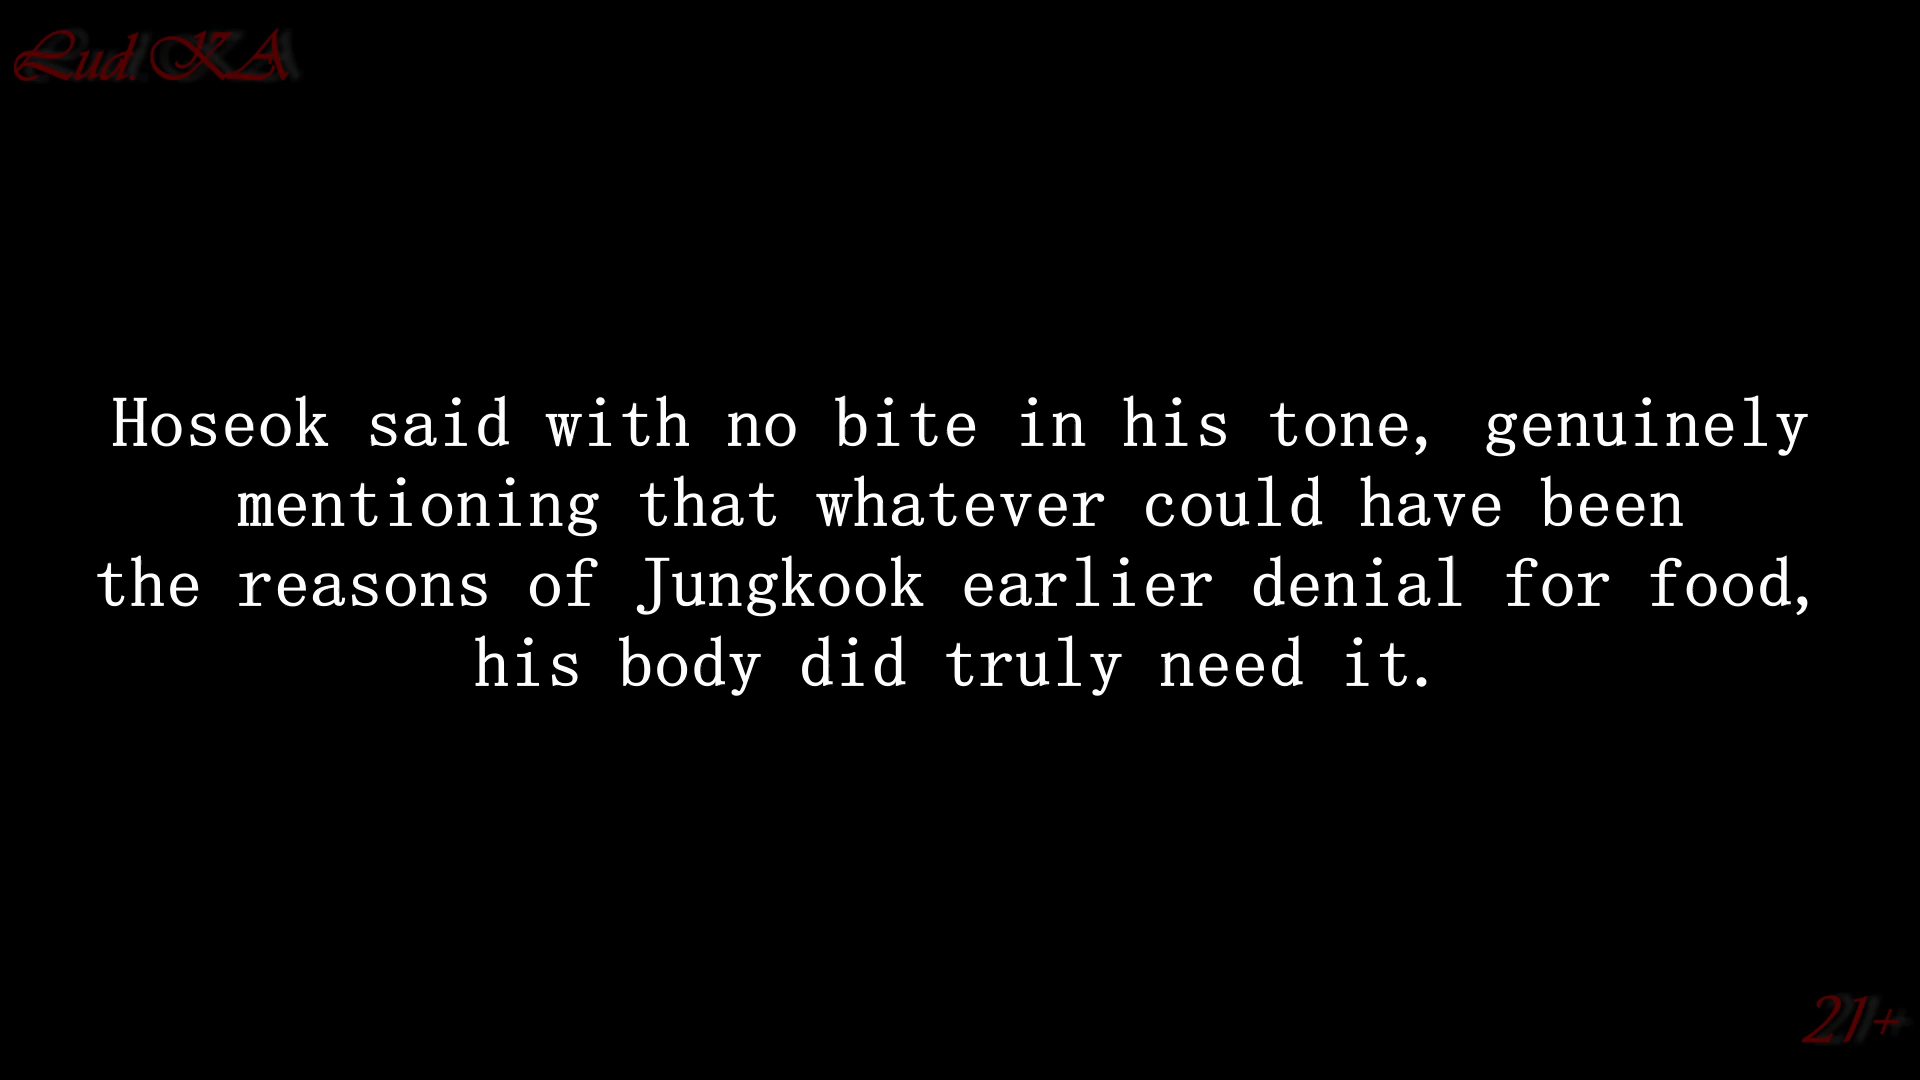 Lud.KA
Hoseok said with no bite in his tone, genuinely
mentioning that whatever could have been
the reasons of Jungkook earlier denial for food,
his body did truly need it.
21+